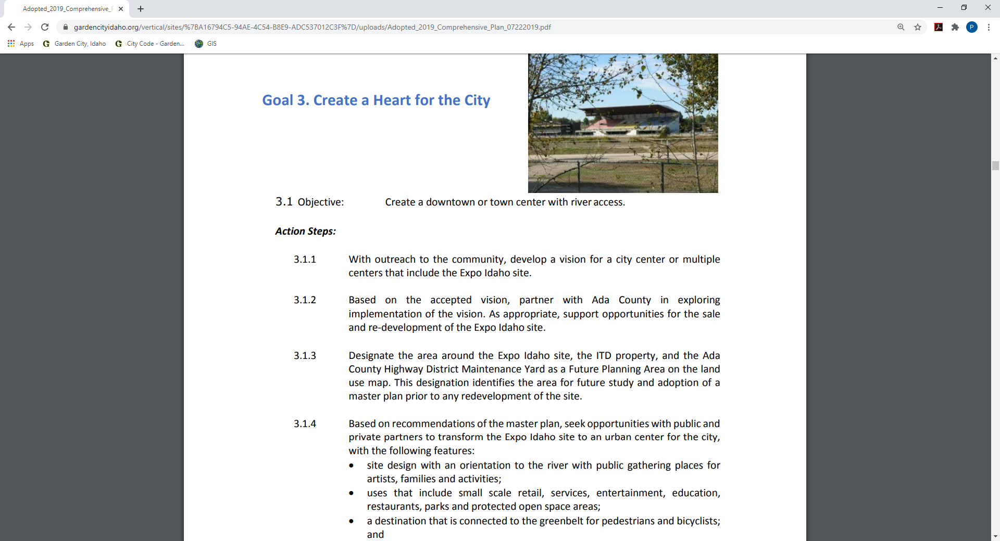 Adopted_2019_Comprehensive_
gardencityidaho.org/vertical/sites/%7BA16794C5-94AE-4C54-B8E9-ADC537012C3F%7D/uploads/Adopted_2019_Comprehensive_Plan_07222019.pdf
P
Apps G Garden City, Idaho G City Code - Garden... GIS
Goal 3. Create a Heart for the City
3.1 Objective: Create a downtown or town center with river access.
Action Steps:
3.1.1 With outreach to the community, develop a vision for a city center or multiple
centers that include the Expo Idaho site.
3.1.2 Based on the accepted vision, partner with Ada County in exploring
implementation of the vision. As appropriate, support opportunities for the sale
and re-development of the Expo Idaho site.
3.1.3 Designate the area around the Expo Idaho site, the ITD property, and the Ada
County Highway District Maintenance Yard as a Future Planning Area on the land
use map. This designation identifies the area for future study and adoption of a
master plan prior to any redevelopment of the site.
3.1.4 Based on recommendations of the master plan, seek opportunities with public and
private partners to transform the Expo Idaho site to an urban center for the city,
with the following features:
• site design with an orientation to the river with public gathering places for
artists, families and activities;
• uses that include small scale retail, services, entertainment, education,
restaurants, parks and protected open space areas;
• a destination that is connected to the greenbelt for pedestrians and bicyclists;
and